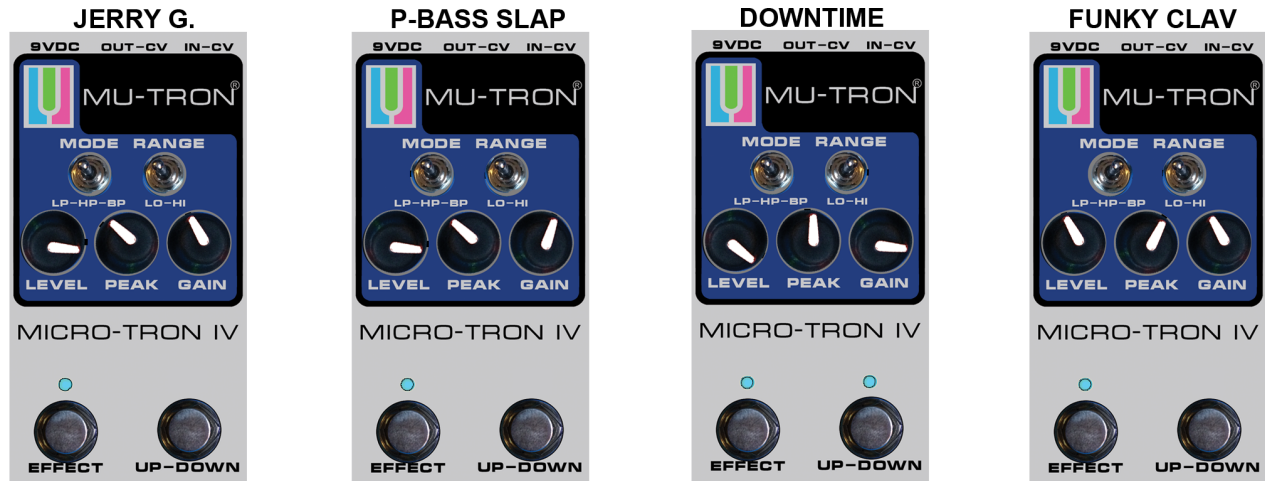 JERRY G.
9VDC OUT-CV IN-CV
MU-TRON®
MODE RANGE
LP-HP-BP LO-HI
LEVEL PEAK GAIN
MICRO-TRON IV
EFFECT UP-DOWN
P-BASS SLAP
9VDC OUT-CV IN-CV
MU-TRON®
MODE RANGE
LP-HP-BP LO-HI
LEVEL PEAK GAIN
MICRO-TRON IV
EFFECT UP-DOWN
DOWNTIME
9VDC OUT-CV IN-CV
MU-TRON®
MODE RANGE
LP-HP-BP LO-HI
LEVEL PEAK GAIN
MICRO-TRON IV
EFFECT UP-DOWN
FUNKY CLAV
9VDC OUT-CV IN-CV
MU-TRON®
MODE RANGE
LP-HP-BP LO-HI
LEVEL PEAK GAIN
MICRO-TRON IV
EFFECT UP-DOWN